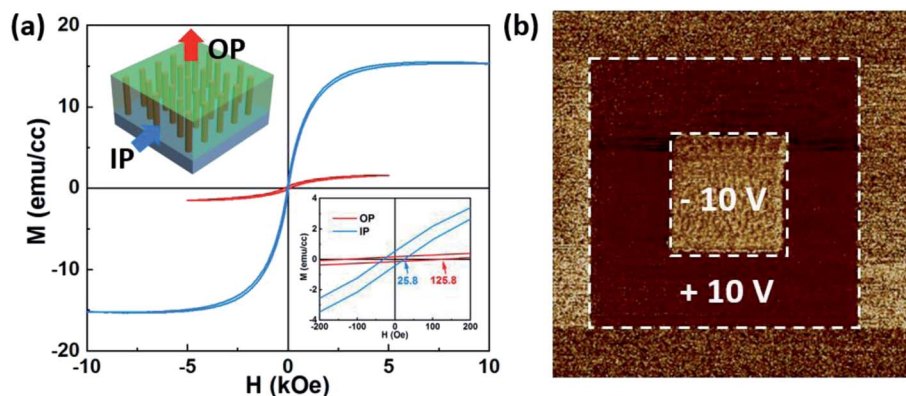 (a)
20
10
0
-10
-20
M (emu/cc)
-10
-5
0
5
10
H (kOe)
OP
IP
OP
IP
4
2
0
-2
-4
M (emu/cc)
25.8
125.8
-200
-100
0
100
200
H (Oe)
(b)
- 10 V
+ 10 V